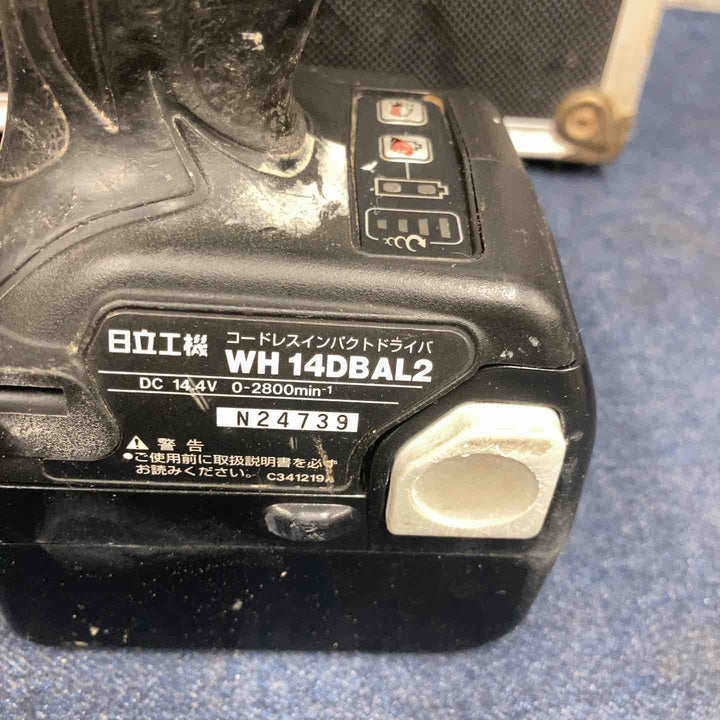 日立工機 コードレスインパクトドライバ
WH 14DBAL2
DC 14.4V 0-2800min-1
N24739
警告
●ご使用前に取扱説明書を必ず
お読みください。 C341219A